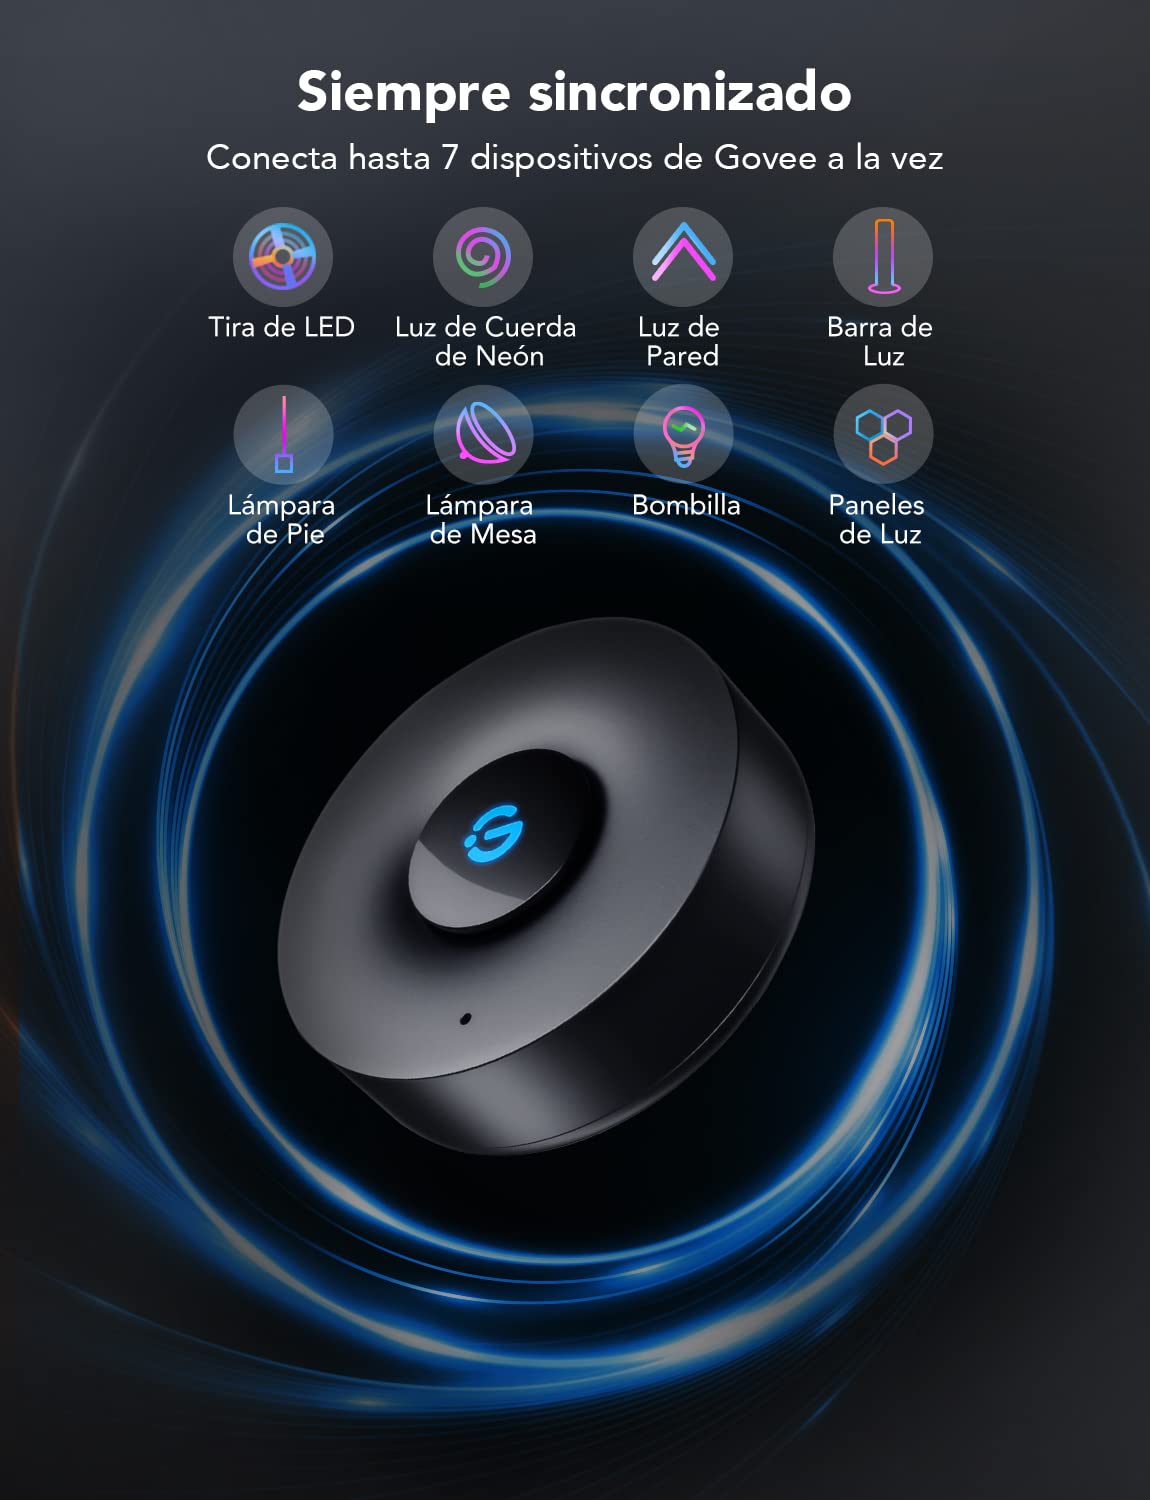 Siempre sincronizado
Conecta hasta 7 dispositivos de Govee a la vez
Tira de LED
Luz de Cuerda
de Neón
Luz de
Pared
Barra de
Luz
Lámpara
de Pie
Lámpara
de Mesa
Bombilla
Paneles
de Luz